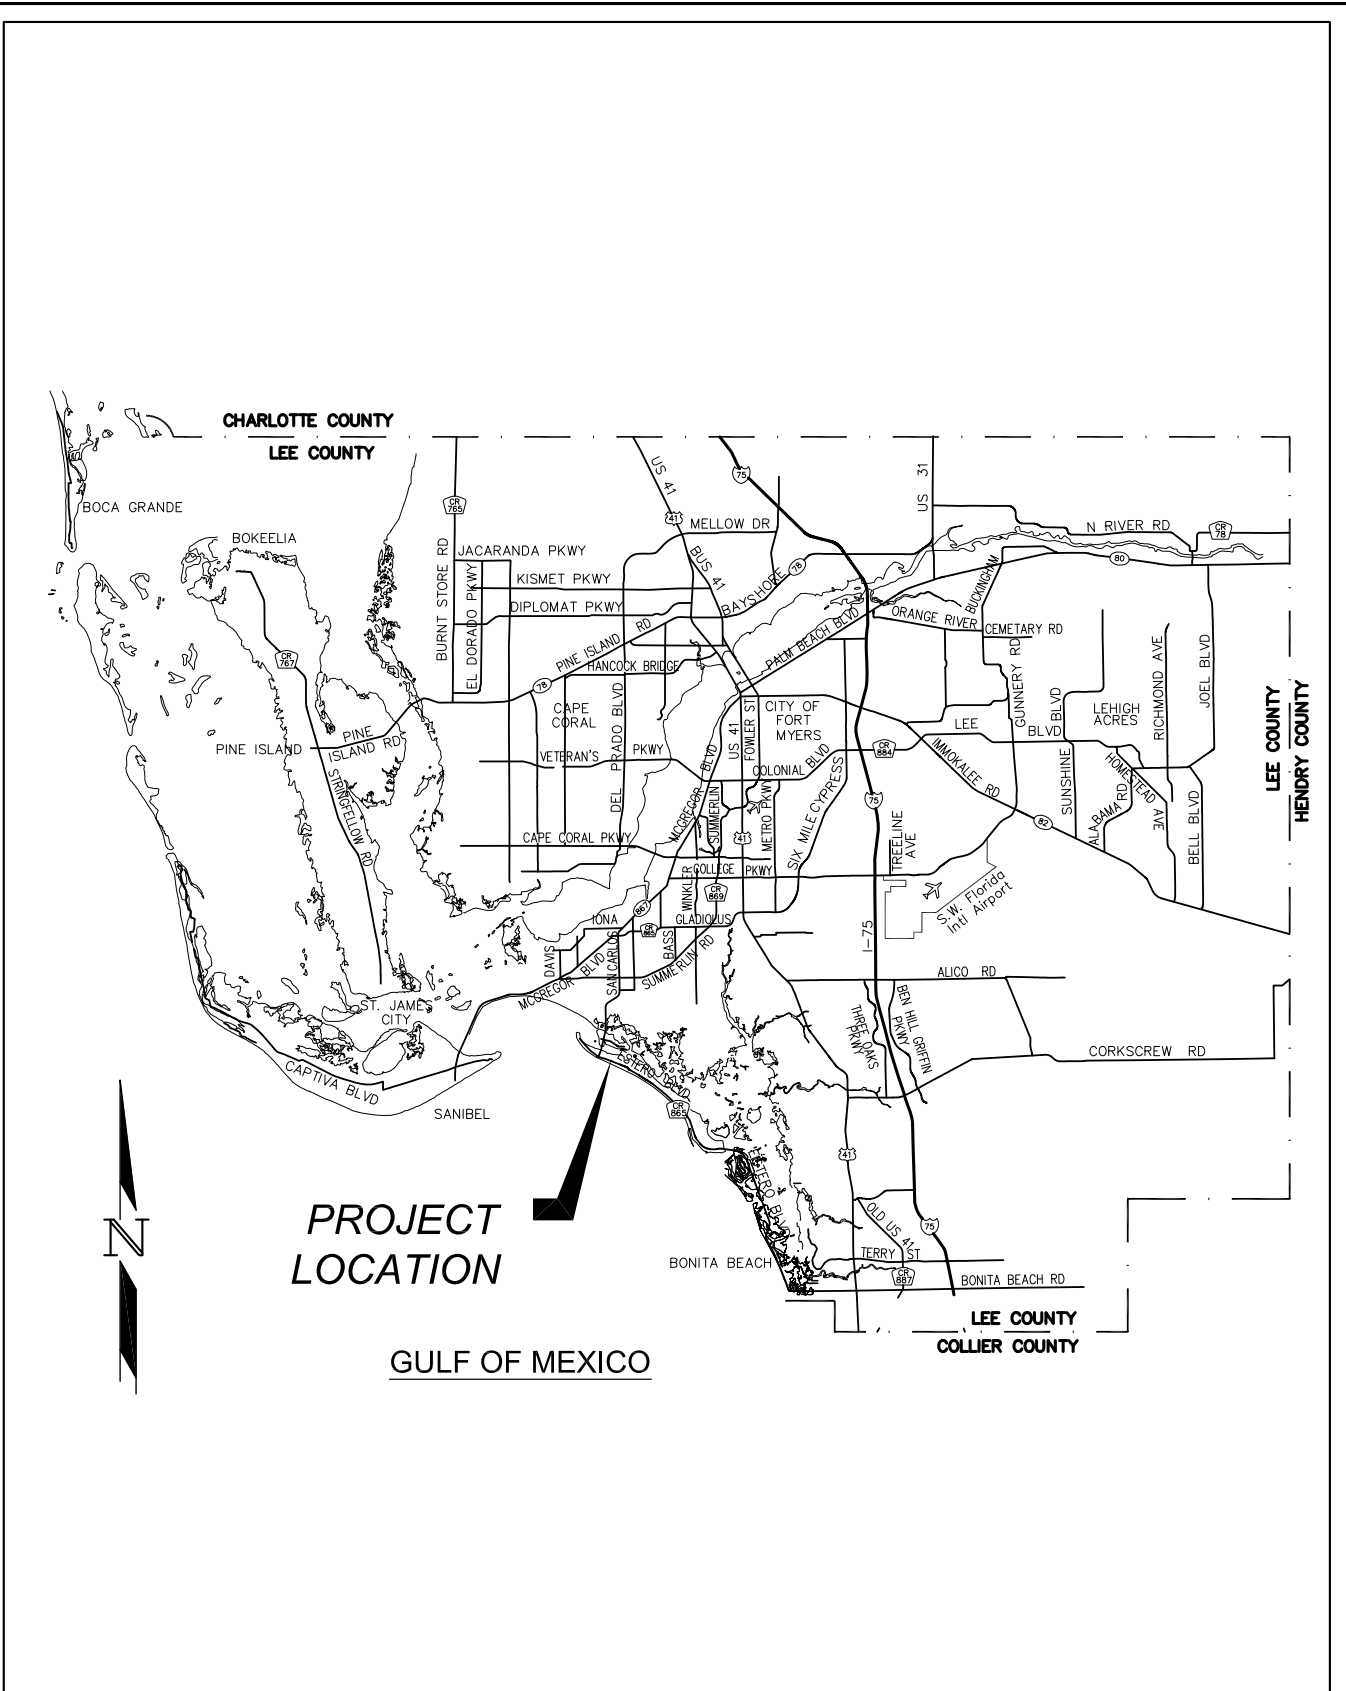 CHARLOTTE COUNTY
LEE COUNTY
BOCA GRANDE
BOKEELIA
CR
765
US 41
41
75
US 31
MELLOW DR
N RIVER RD
CR
78
BURNT STORE RD
JACARANDA PKWY
EL DORADO PKWY
KISMET PKWY
DIPLOMAT PKWY
BUS 41
BAYSHORE
78
80
BUCKINGHAM
ORANGE RIVER
CEMETARY RD
PALM BEACH BLVD
PINE ISLAND RD
HANCOCK BRIDGE
78
CR
767
PINE ISLAND
PINE
ISLAND RD
STRINGFELLOW RD
CAPE
CORAL
DEL PRADO BLVD
VETERAN'S PKWY
CAPE CORAL PKWY
MCGREGOR BLVD
US 41
FOWLER ST
CITY OF
FORT
MYERS
COLONIAL BLVD
CR
884
LEE BLVD
GUNNERY RD
BLVD
SUNSHINE
LEHIGH
ACRES
RICHMOND AVE
JOEL BLVD
LEE COUNTY
HENDRY COUNTY
IMMOKALEE RD
82
HOMESTEAD AVE
ALABAMA RD
BELL BLVD
SUMMERLIN
METRO PKWY
SIX MILE CYPRESS
75
41
TREELINE
AVE
WINKLER
COLLEGE PKWY
CR
869
S.W. Florida
Intl Airport
867
IONA
GLADIOLUS
CR
865
DAVIS
SAN CARLOS
BASS
MCGREGOR BLVD
SUMMERLIN RD
I-75
ALICO RD
THREE OAKS
PKWY
BEN HILL GRIFFIN
PKWY
CORKSCREW RD
ST. JAMES
CITY
CAPTIVA BLVD
SANIBEL
ESTERO BLVD
CR
865
ESTERO BLVD
41
OLD US 41
75
TERRY ST
CR
887
BONITA BEACH
BONITA BEACH RD
LEE COUNTY
COLLIER COUNTY
N
PROJECT
LOCATION
GULF OF MEXICO